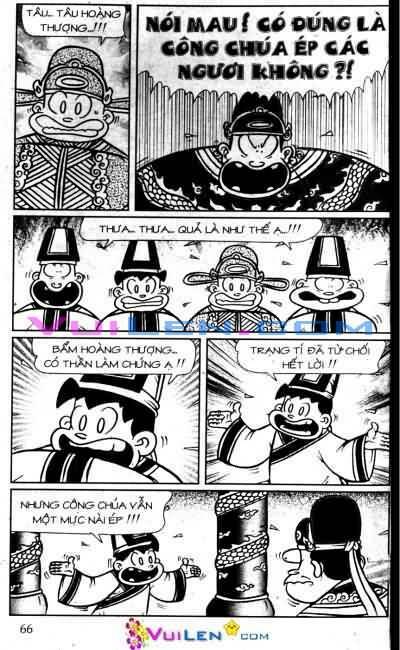 TÂU... TÂU HOÀNG
THƯỢNG...!!!
NÓI MAU! CÓ ĐÚNG LÀ
CÔNG CHÚA ÉP CÁC
NGƯƠI KHÔNG?!
THƯA... THƯA... QUẢ LÀ NHƯ THẾ Ạ...!!!
VUILEN.COM
BẨM HOÀNG THƯỢNG...
CÓ THẦN LÀM CHỨNG Ạ!!
TRẠNG TÍ ĐÃ TỪ CHỐI
HẾT LỜI!!
NHƯNG CÔNG CHÚA VẪN
MỘT MỰC NÀI ÉP!!!
66
VUILEN.COM